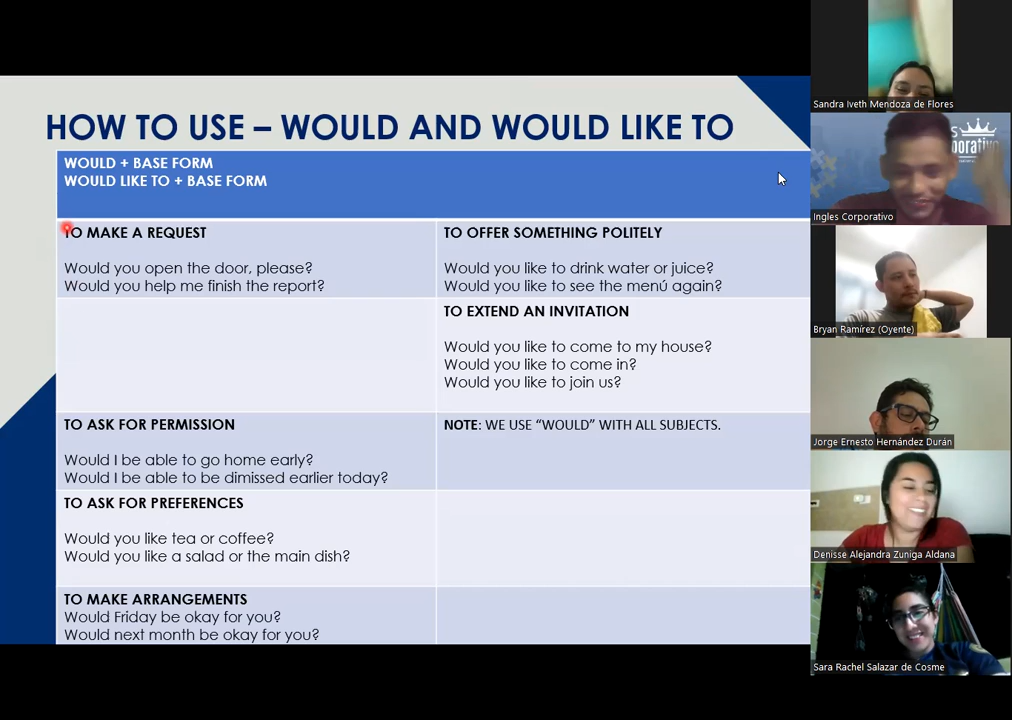 HOW TO USE – WOULD AND WOULD LIKE TO
WOULD + BASE FORM
WOULD LIKE TO + BASE FORM
TO MAKE A REQUEST
Would you open the door, please?
Would you help me finish the report?
TO OFFER SOMETHING POLITELY
Would you like to drink water or juice?
Would you like to see the menú again?
TO EXTEND AN INVITATION
Would you like to come to my house?
Would you like to come in?
Would you like to join us?
TO ASK FOR PERMISSION
Would I be able to go home early?
Would I be able to be dimissed earlier today?
NOTE: WE USE “WOULD” WITH ALL SUBJECTS.
TO ASK FOR PREFERENCES
Would you like tea or coffee?
Would you like a salad or the main dish?
TO MAKE ARRANGEMENTS
Would Friday be okay for you?
Would next month be okay for you?
Sandra Iveth Mendoza de Flores
Ingles Corporativo
Bryan Ramírez (Oyente)
Jorge Ernesto Hernández Durán
Denisse Alejandra Zuniga Aldana
Sara Rachel Salazar de Cosme